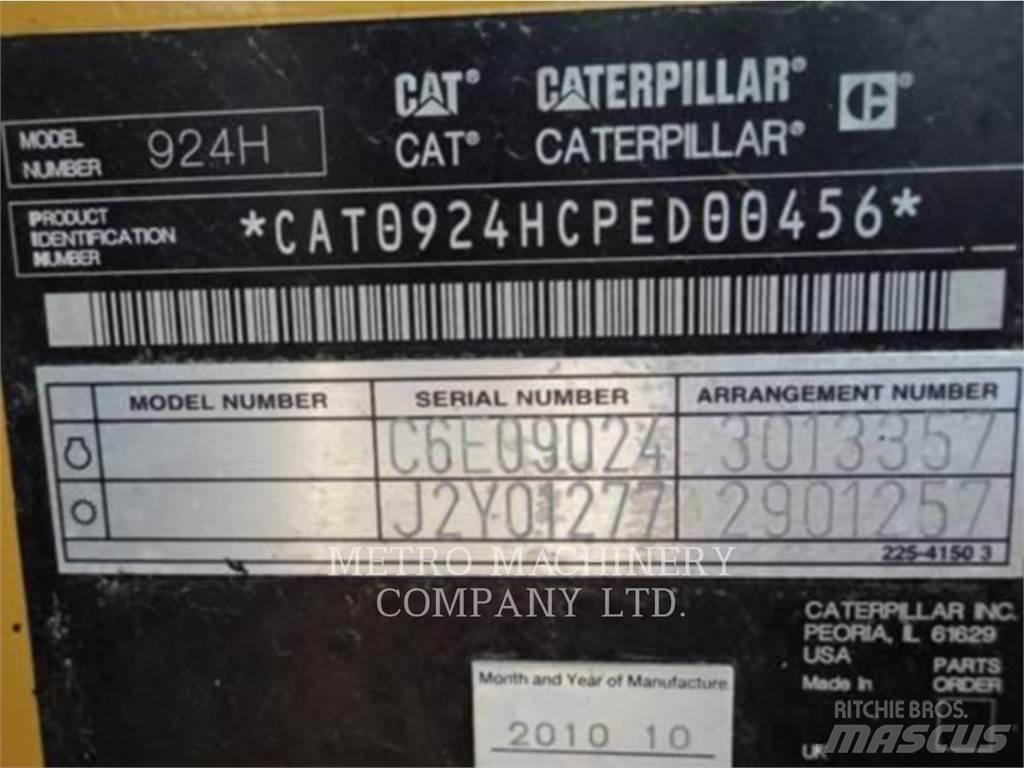 CAT® CATERPILLAR®
CAT® CATERPILLAR®
MODEL NUMBER 924H
PRODUCT IDENTIFICATION NUMBER *CAT0924HCPED00456*
MODEL NUMBER SERIAL NUMBER ARRANGEMENT NUMBER
C6E09024 3013357
J2Y01277 2901257
225-4150 3
METRO MACHINERY
COMPANY LTD.
CATERPILLAR INC.
PEORIA, IL 61629
USA
Made In
PARTS
ORDER
Month and Year of Manufacture
2010 10
RITCHIE BROS.
MASCUS